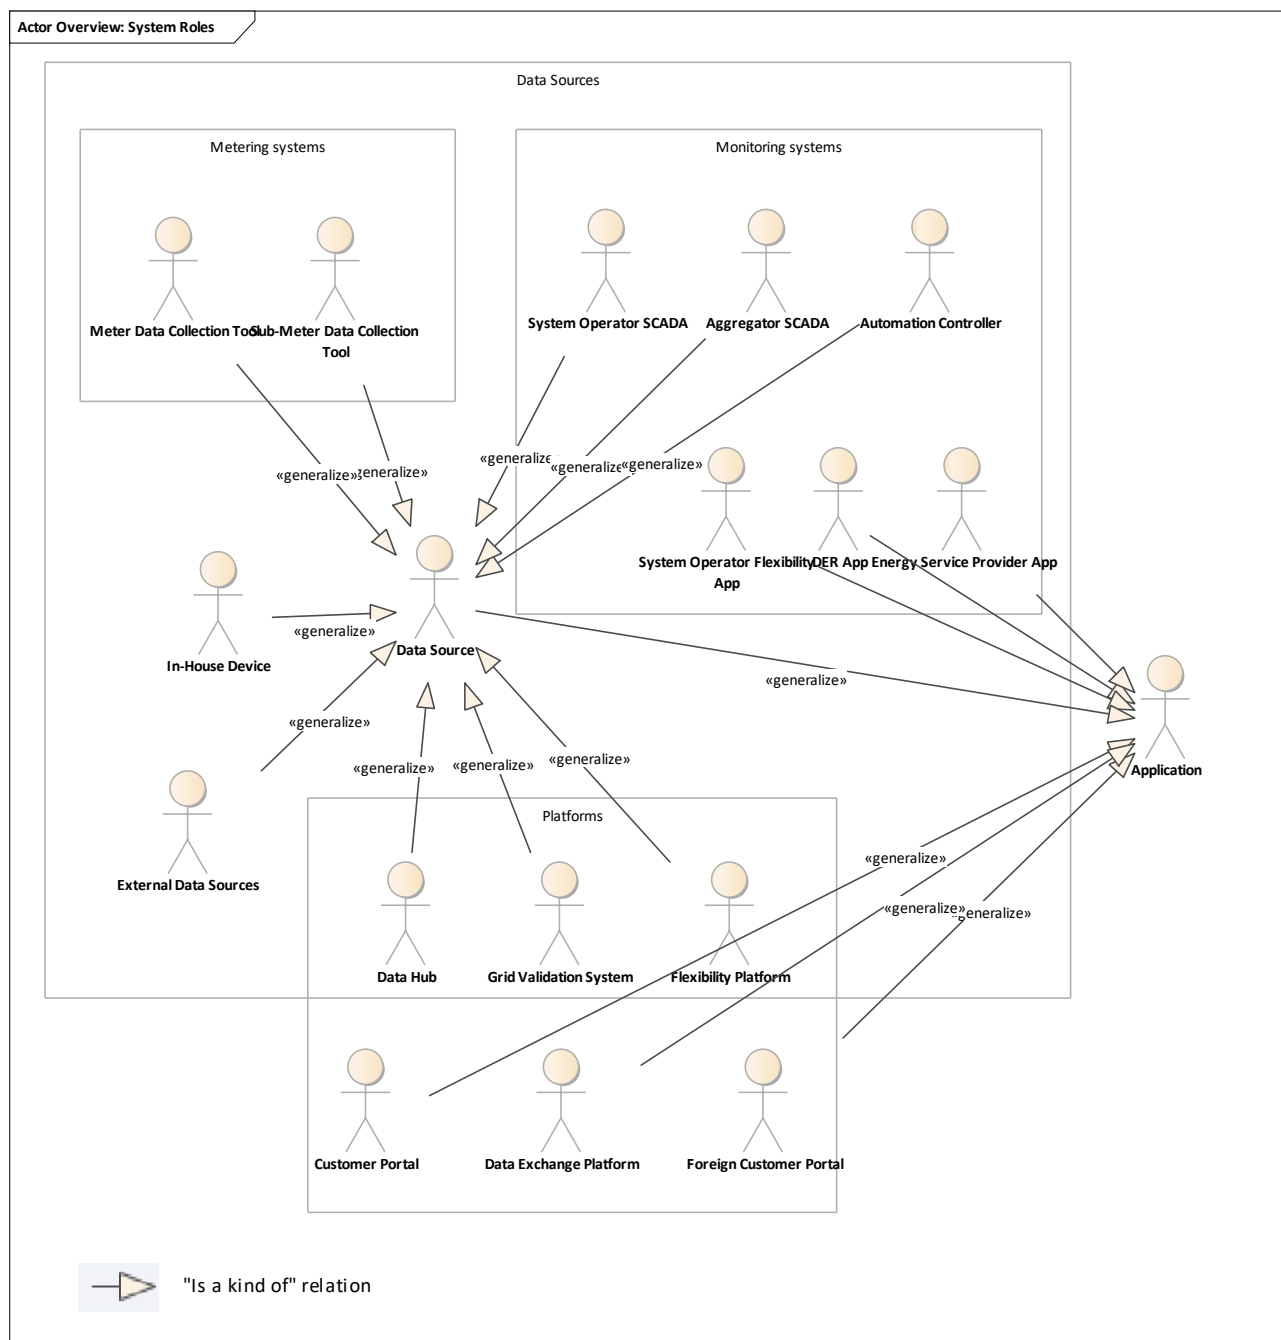 Actor Overview: System Roles
Data Sources
Metering systems
Monitoring systems
Meter Data Collection Tool
Sub-Meter Data Collection
Tool
System Operator SCADA
Aggregator SCADA
Automation Controller
«generalize»
«generalize»
«generalize»
«generalize»
«generalize»
System Operator Flexibility
App
DER App
Energy Service Provider App
Data Source
In-House Device
«generalize»
«generalize»
«generalize»
«generalize»
«generalize»
«generalize»
Application
External Data Sources
Platforms
«generalize»
«generalize»
«generalize»
Data Hub
Grid Validation System
Flexibility Platform
Customer Portal
Data Exchange Platform
Foreign Customer Portal
"Is a kind of" relation